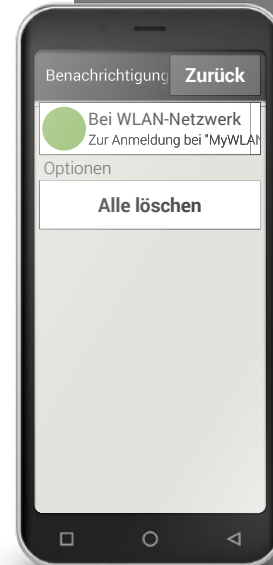 Benachrichtigung Zurück
Bei WLAN-Netzwerk
Zur Anmeldung bei "MyWLAN
Optionen
Alle löschen